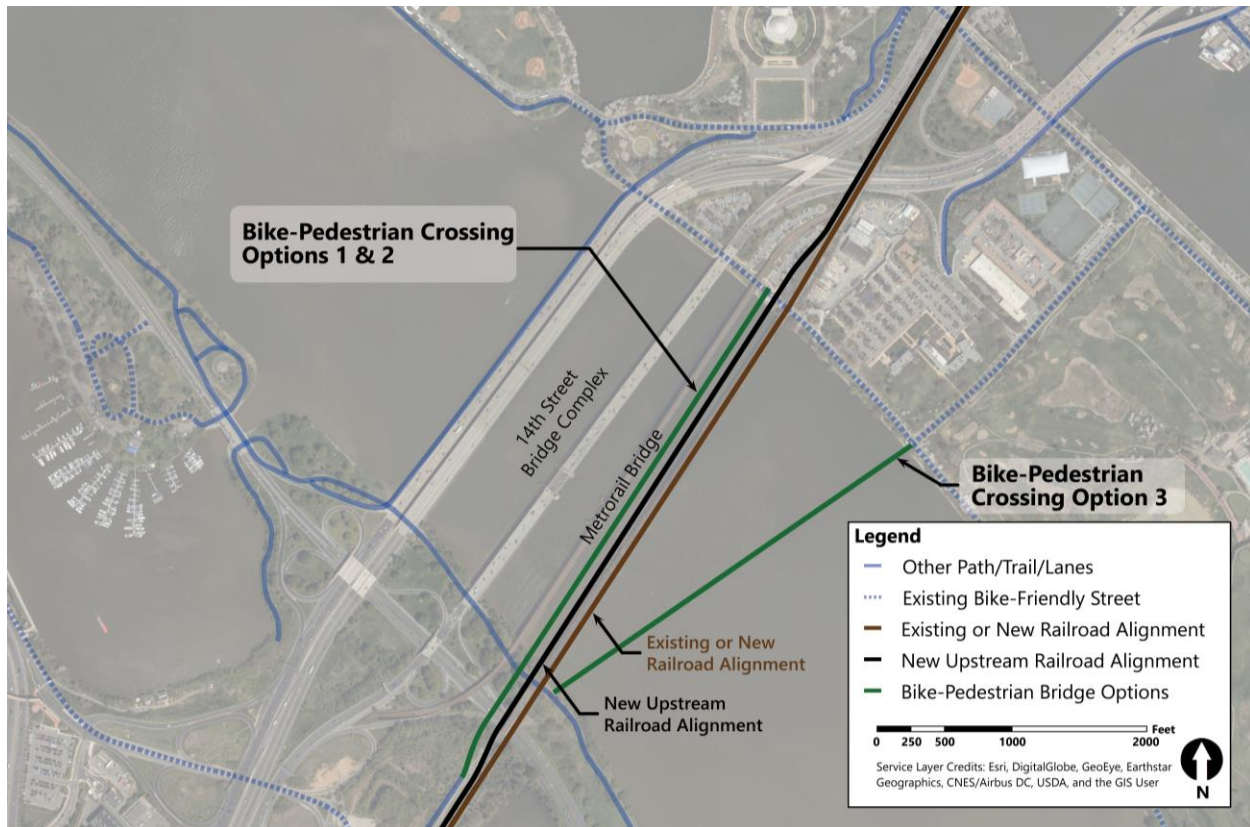 Bike-Pedestrian Crossing
Options 1 & 2
14th Street
Bridge Complex
Metrorail Bridge
Bike-Pedestrian
Crossing Option 3
Existing or New
Railroad Alignment
New Upstream
Railroad Alignment
Legend
Other Path/Trail/Lanes
Existing Bike-Friendly Street
Existing or New Railroad Alignment
New Upstream Railroad Alignment
Bike-Pedestrian Bridge Options
Feet
0 250 500 1000 2000
Service Layer Credits: Esri, DigitalGlobe, GeoEye, Earthstar
Geographics, CNES/Airbus DC, USDA, and the GIS User
N